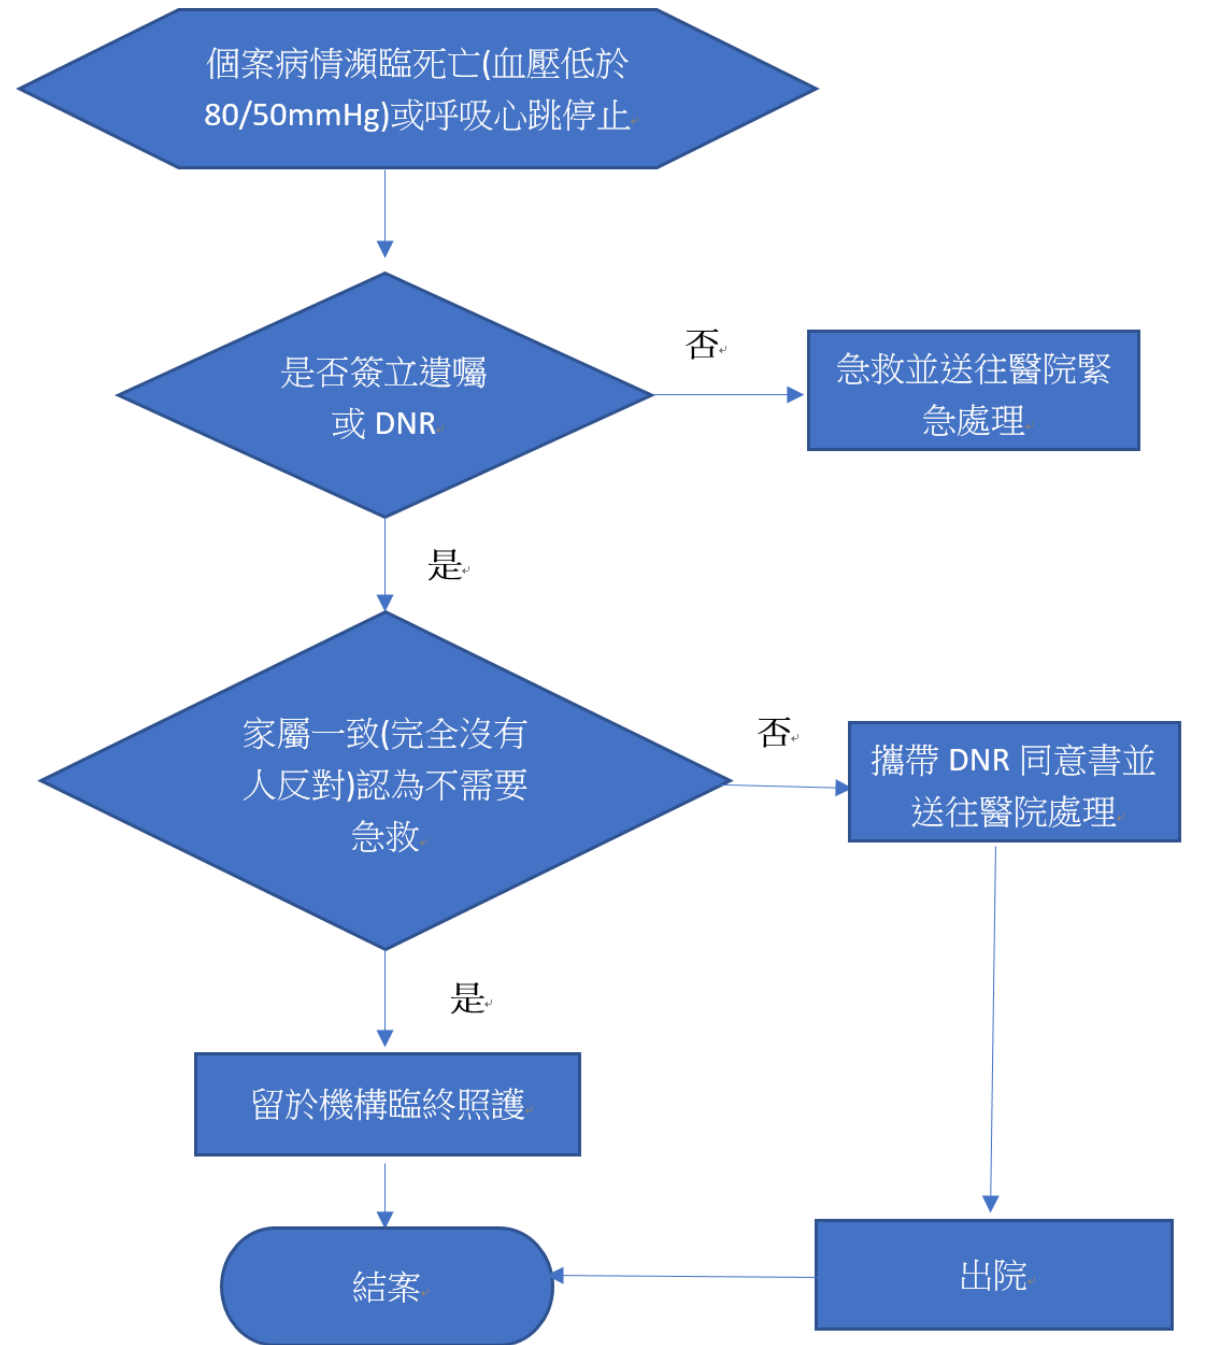 個案病情瀕臨死亡(血壓低於
80/50mmHg)或呼吸心跳停止
是否簽立遺囑
或 DNR
否
急救並送往醫院緊
急處理
是
家屬一致(完全沒有
人反對)認為不需要
急救
否
攜帶 DNR 同意書並
送往醫院處理
是
留於機構臨終照護
結案
出院